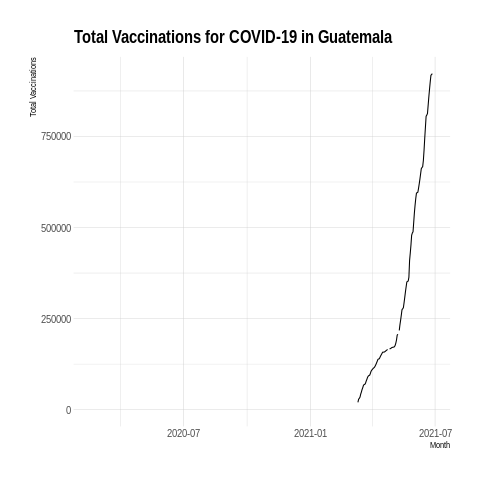 Total Vaccinations for COVID-19 in Guatemala
Total Vaccinations
750000
500000
250000
0
2020-07 2021-01 2021-07
Month